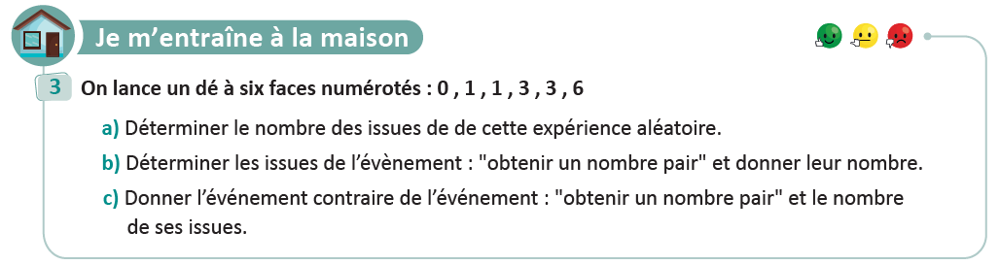 Je m’entraîne à la maison
3 On lance un dé à six faces numérotés : 0 , 1 , 1 , 3 , 3 , 6
a) Déterminer le nombre des issues de de cette expérience aléatoire.
b) Déterminer les issues de l’évènement : "obtenir un nombre pair" et donner leur nombre.
c) Donner l’événement contraire de l’événement : "obtenir un nombre pair" et le nombre
de ses issues.